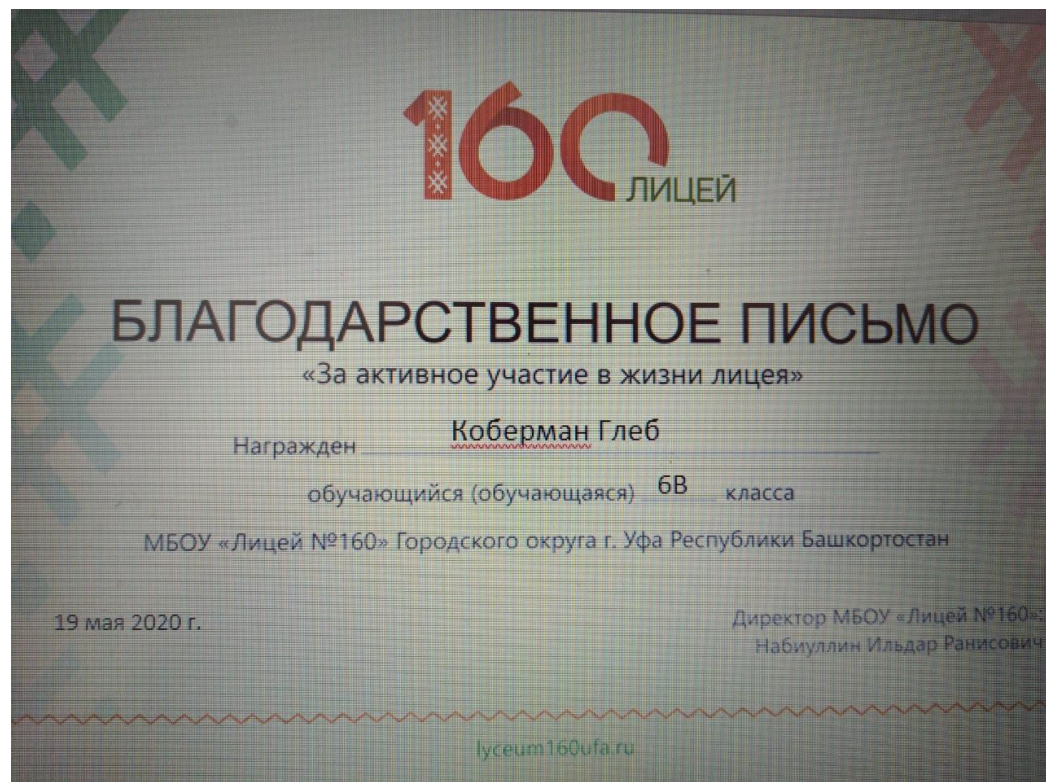 160
ЛИЦЕЙ
БЛАГОДАРСТВЕННОЕ ПИСЬМО
«За активное участие в жизни лицея»
Награжден Коберман Глеб
обучающийся (обучающаяся) 6В класса
МБОУ «Лицей №160» Городского округа г. Уфа Республики Башкортостан
19 мая 2020 г.
Директор МБОУ «Лицей №160»:
Набиуллин Ильдар Ранисович
lyceum160ufa.ru